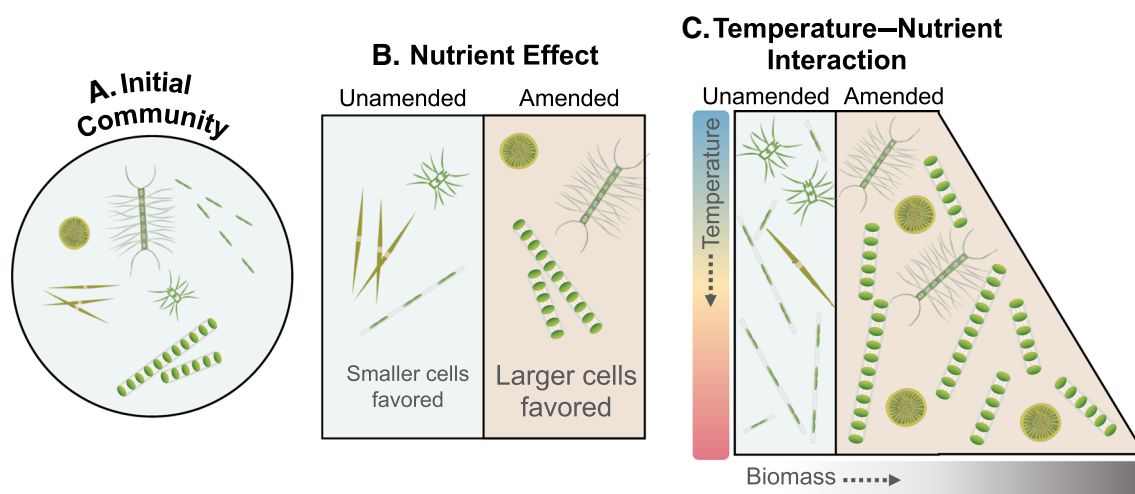 A. Initial
Community
B. Nutrient Effect
Unamended
Amended
Smaller cells
favored
Larger cells
favored
C. Temperature—Nutrient
Interaction
Unamended
Amended
Temperature
Biomass